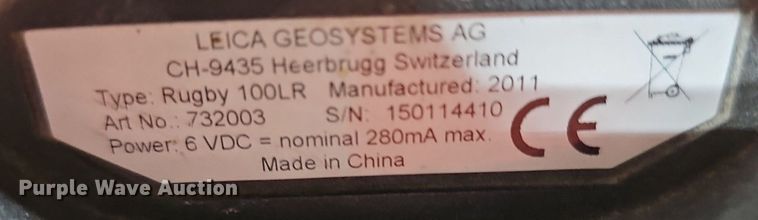 LEICA GEOSYSTEMS AG
CH-9435 Heerbrugg Switzerland
Type: Rugby 100LR Manufactured: 2011
Art No.: 732003 S/N: 150114410
Power: 6 VDC = nominal 280mA max.
Made in China
CE
Purple Wave Auction